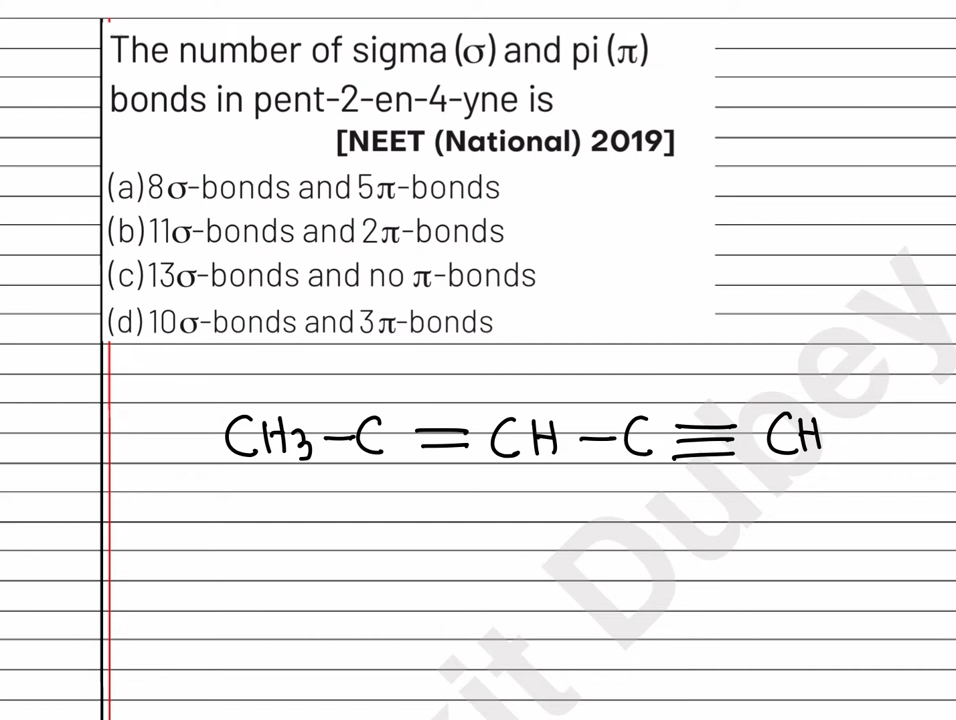 The number of sigma (σ) and pi (π)
bonds in pent-2-en-4-yne is
[NEET (National) 2019]
(a) 8σ-bonds and 5π-bonds
(b) 11σ-bonds and 2π-bonds
(c) 13σ-bonds and no π-bonds
(d) 10σ-bonds and 3π-bonds
CH3-C=CH-C≡CH
Dubey